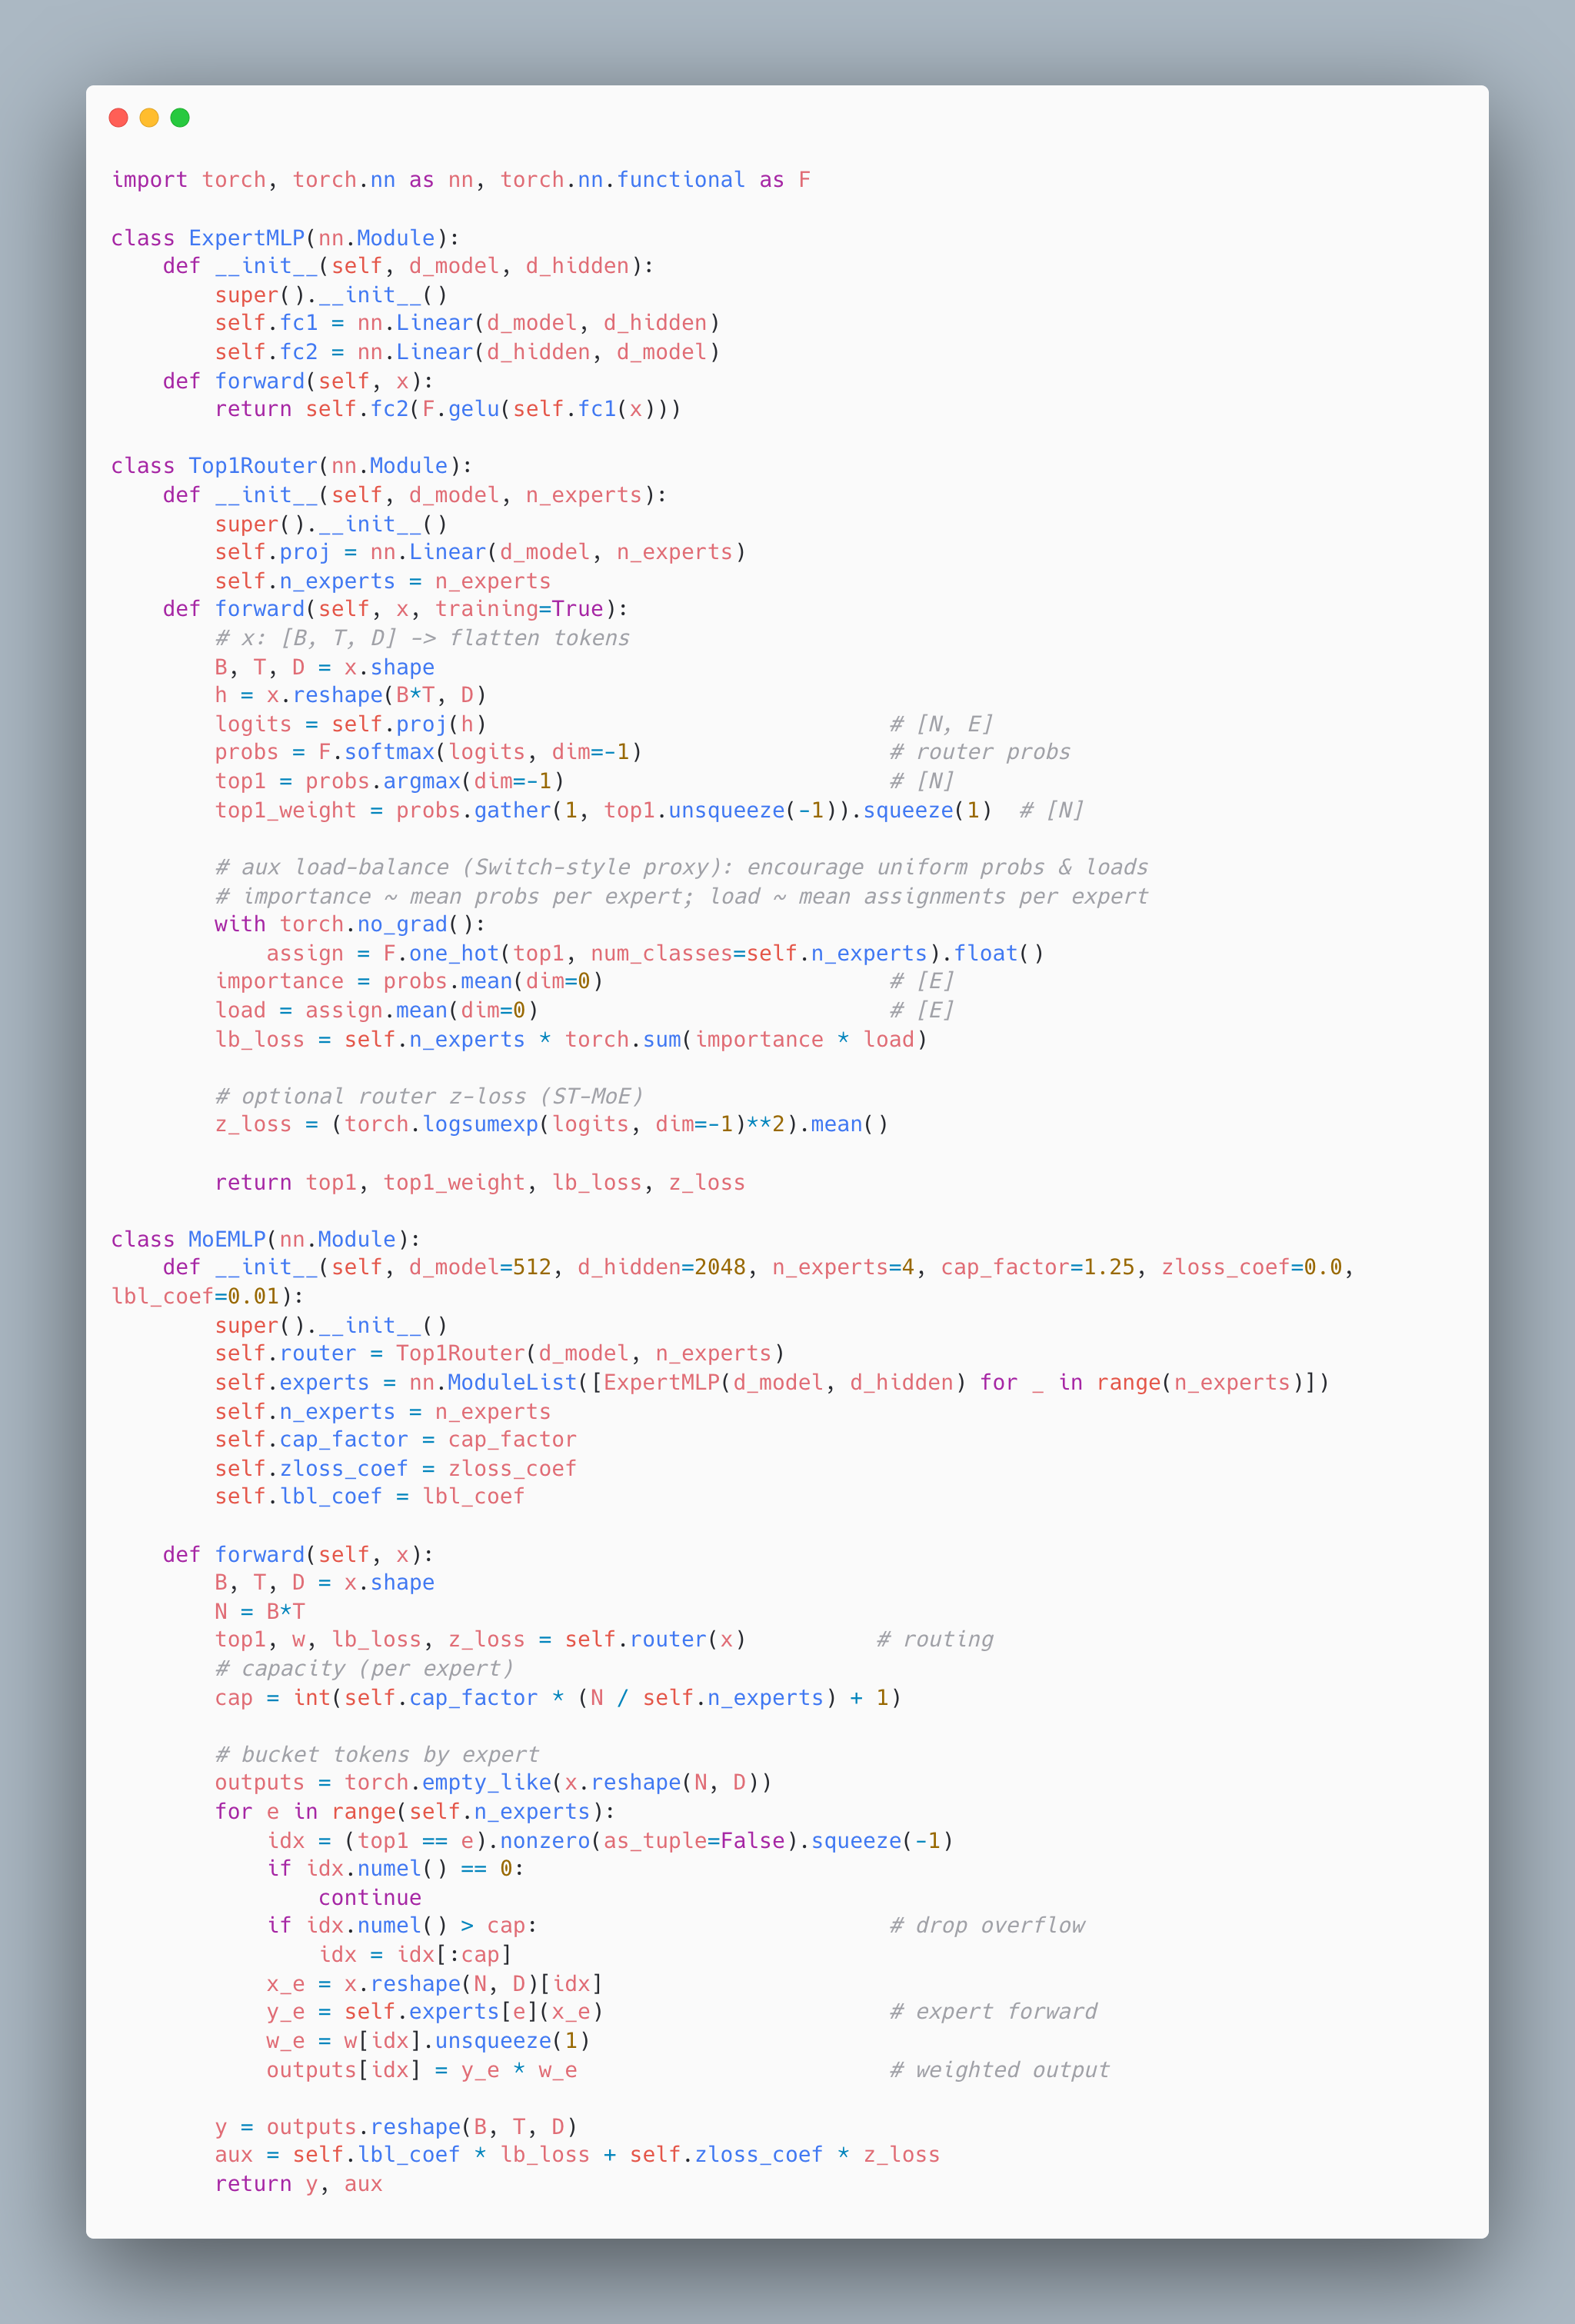 import torch, torch.nn as nn, torch.nn.functional as F

class ExpertMLP(nn.Module):
    def __init__(self, d_model, d_hidden):
        super().__init__()
        self.fc1 = nn.Linear(d_model, d_hidden)
        self.fc2 = nn.Linear(d_hidden, d_model)
    def forward(self, x):
        return self.fc2(F.gelu(self.fc1(x)))

class Top1Router(nn.Module):
    def __init__(self, d_model, n_experts):
        super().__init__()
        self.proj = nn.Linear(d_model, n_experts)
        self.n_experts = n_experts
    def forward(self, x, training=True):
        # x: [B, T, D] -> flatten tokens
        B, T, D = x.shape
        h = x.reshape(B*T, D)
        logits = self.proj(h)                               # [N, E]
        probs = F.softmax(logits, dim=-1)                   # router probs
        top1 = probs.argmax(dim=-1)                         # [N]
        top1_weight = probs.gather(1, top1.unsqueeze(-1)).squeeze(1)  # [N]

        # aux load-balance (Switch-style proxy): encourage uniform probs & loads
        # importance ~ mean probs per expert; load ~ mean assignments per expert
        with torch.no_grad():
            assign = F.one_hot(top1, num_classes=self.n_experts).float()
        importance = probs.mean(dim=0)                      # [E]
        load = assign.mean(dim=0)                           # [E]
        lb_loss = self.n_experts * torch.sum(importance * load)

        # optional router z-loss (ST-MoE)
        z_loss = (torch.logsumexp(logits, dim=-1)**2).mean()

        return top1, top1_weight, lb_loss, z_loss

class MoEMLP(nn.Module):
    def __init__(self, d_model=512, d_hidden=2048, n_experts=4, cap_factor=1.25, zloss_coef=0.0,
lbl_coef=0.01):
        super().__init__()
        self.router = Top1Router(d_model, n_experts)
        self.experts = nn.ModuleList([ExpertMLP(d_model, d_hidden) for _ in range(n_experts)])
        self.n_experts = n_experts
        self.cap_factor = cap_factor
        self.zloss_coef = zloss_coef
        self.lbl_coef = lbl_coef

    def forward(self, x):
        B, T, D = x.shape
        N = B*T
        top1, w, lb_loss, z_loss = self.router(x)          # routing
        # capacity (per expert)
        cap = int(self.cap_factor * (N / self.n_experts) + 1)

        # bucket tokens by expert
        outputs = torch.empty_like(x.reshape(N, D))
        for e in range(self.n_experts):
            idx = (top1 == e).nonzero(as_tuple=False).squeeze(-1)
            if idx.numel() == 0:
                continue
            if idx.numel() > cap:                           # drop overflow
                idx = idx[:cap]
            x_e = x.reshape(N, D)[idx]
            y_e = self.experts[e](x_e)                      # expert forward
            w_e = w[idx].unsqueeze(1)
            outputs[idx] = y_e * w_e                        # weighted output

        y = outputs.reshape(B, T, D)
        aux = self.lbl_coef * lb_loss + self.zloss_coef * z_loss
        return y, aux